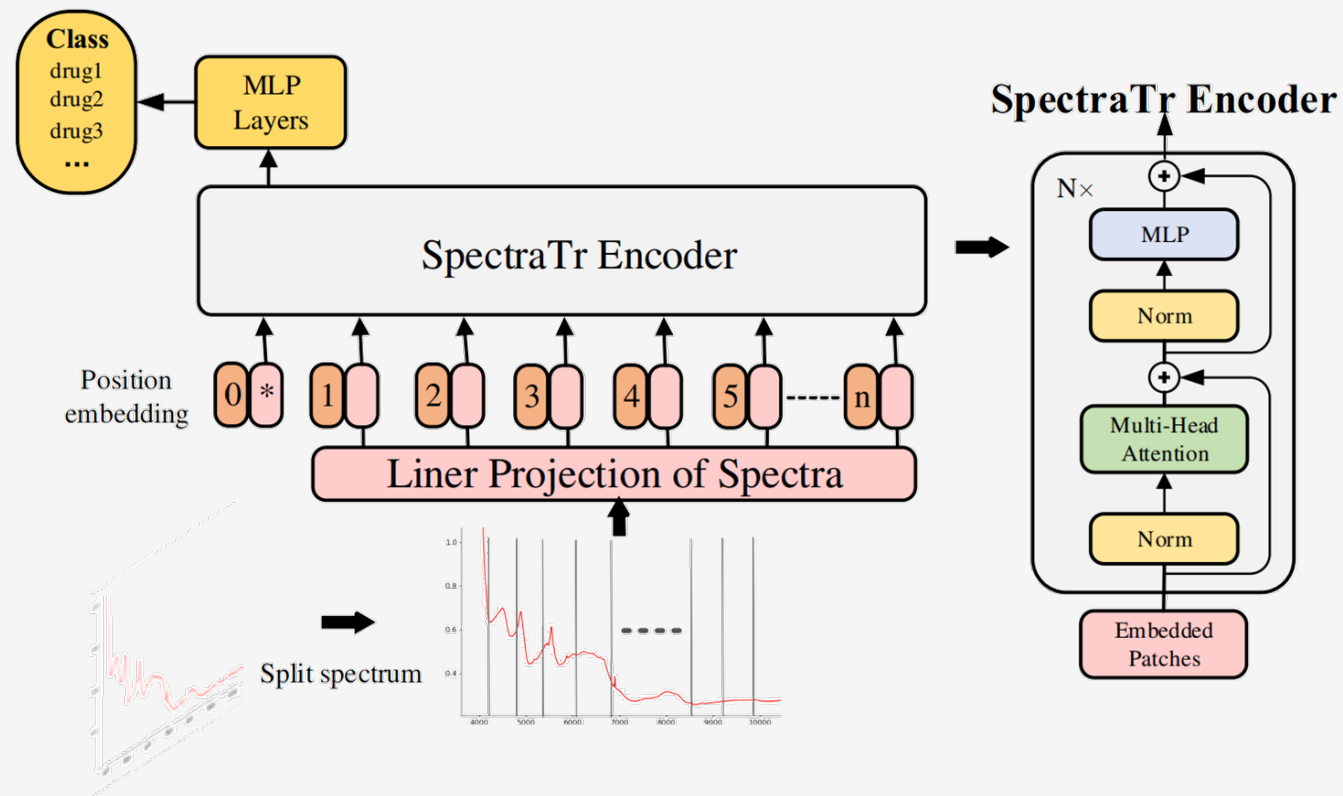 Class
drug1
drug2
drug3
...
MLP
Layers
SpectraTr Encoder
Position
embedding
0 * 1 2 3 4 5 n
Liner Projection of Spectra
Split spectrum
1.0
0.8
0.6
0.4
4000 5000 6000 7000 8000 9000 10000
SpectraTr Encoder
N×
+
MLP
Norm
+
Multi-Head
Attention
Norm
Embedded
Patches